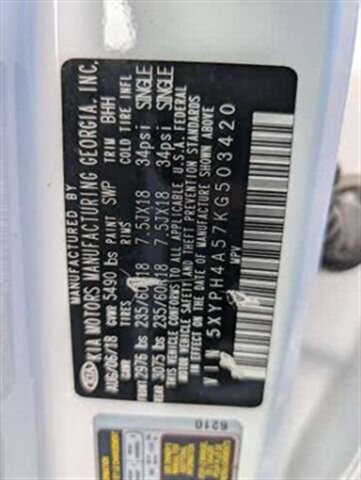 MANUFACTURED BY
KIA MOTORS MANUFACTURING GEORGIA, INC.
AUG/06/18 GVWR 5490 lbs PAINT SWP TRIM BHH
GAWR TIRES RIMS COLD TIRE INFL
FRONT 2976 lbs 235/60R18 7.5JX18 34psi SINGLE
REAR 3075 lbs 235/60R18 7.5JX18 34psi SINGLE
THIS VEHICLE CONFORMS TO ALL APPLICABLE U.S.A. FEDERAL
MOTOR VEHICLE SAFETY AND THEFT PREVENTION
STANDARDS IN EFFECT ON THE DATE OF
MANUFACTURE SHOWN ABOVE
VIN: 5XYPH4A57KG503420
MPV
6210